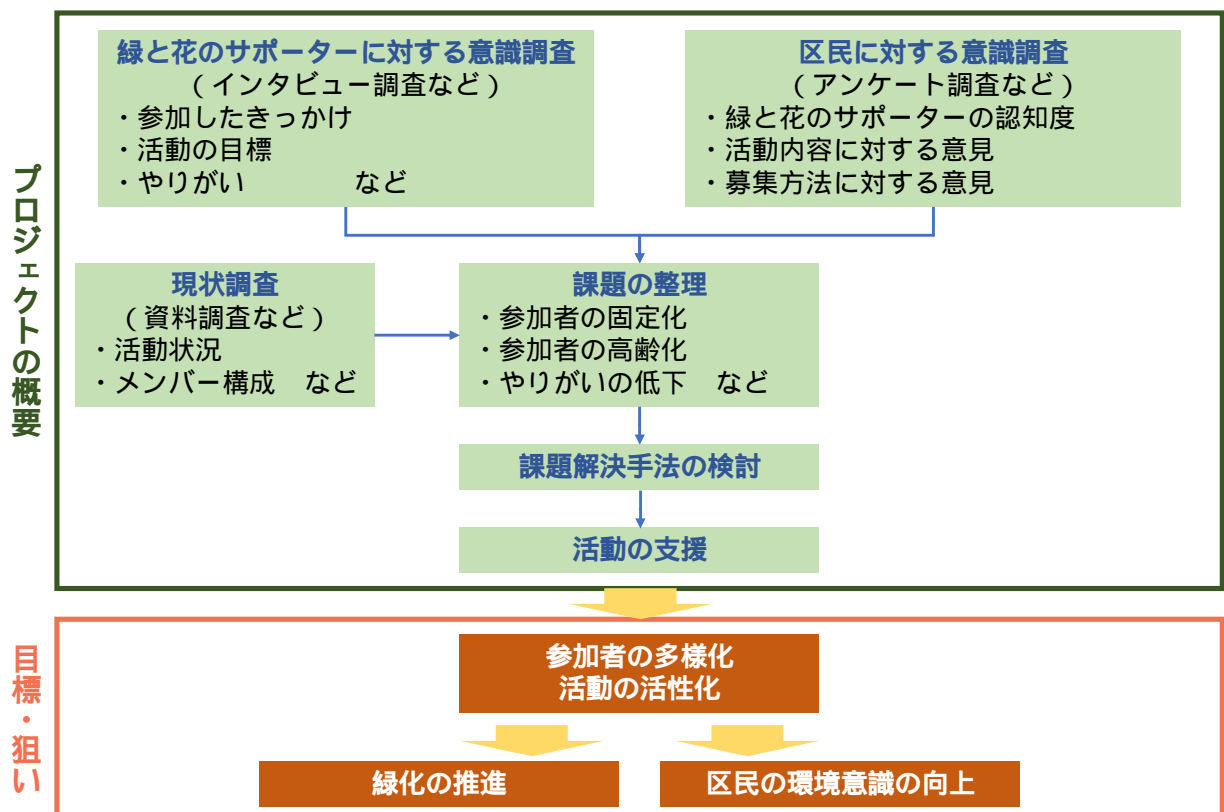 プロジェクトの概要
緑と花のサポーターに対する意識調査
（インタビュー調査など）
・参加したきっかけ
・活動の目標
・やりがい　　　　など
区民に対する意識調査
（アンケート調査など）
・緑と花のサポーターの認知度
・活動内容に対する意見
・募集方法に対する意見
現状調査
（資料調査など）
・活動状況
・メンバー構成　など
課題の整理
・参加者の固定化
・参加者の高齢化
・やりがいの低下　など
課題解決手法の検討
活動の支援
目標・狙い
参加者の多様化
活動の活性化
緑化の推進
区民の環境意識の向上